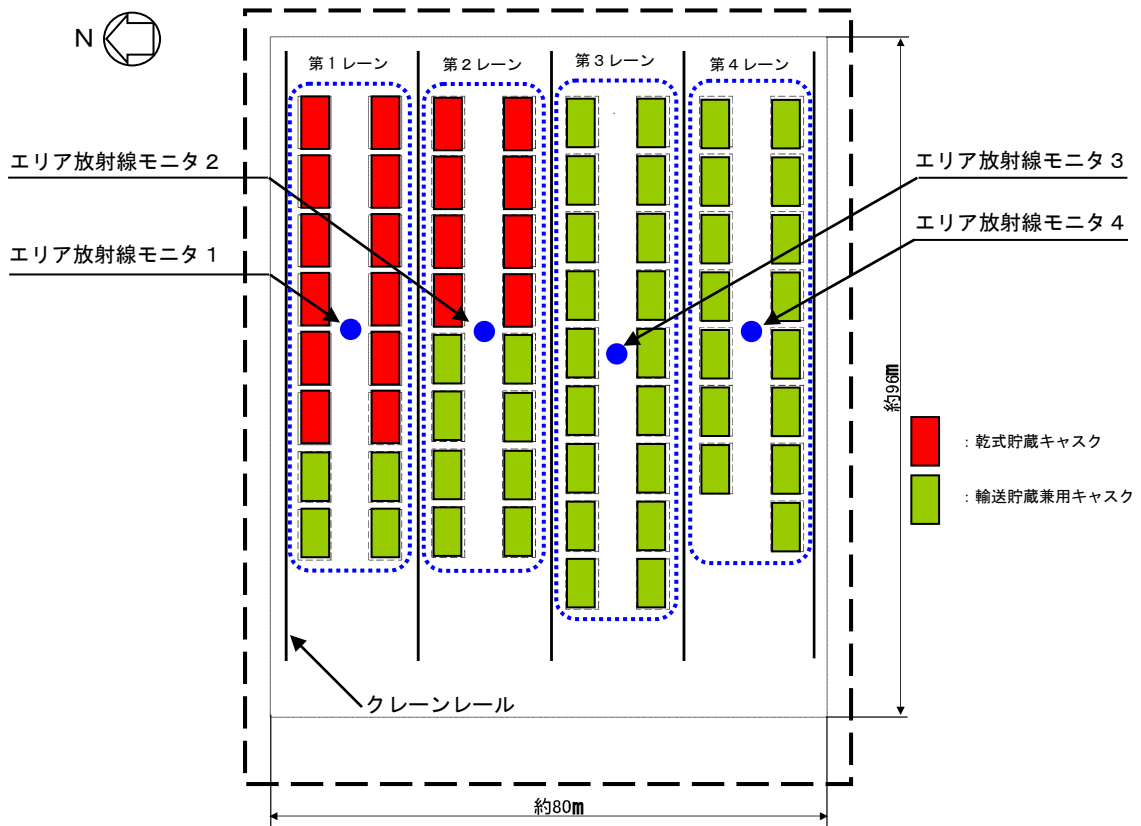 N
第１レーン
第２レーン
第３レーン
第４レーン
エリア放射線モニタ２
エリア放射線モニタ３
エリア放射線モニタ１
エリア放射線モニタ４
約96m
：乾式貯蔵キャスク
：輸送貯蔵兼用キャスク
クレーンレール
約80m